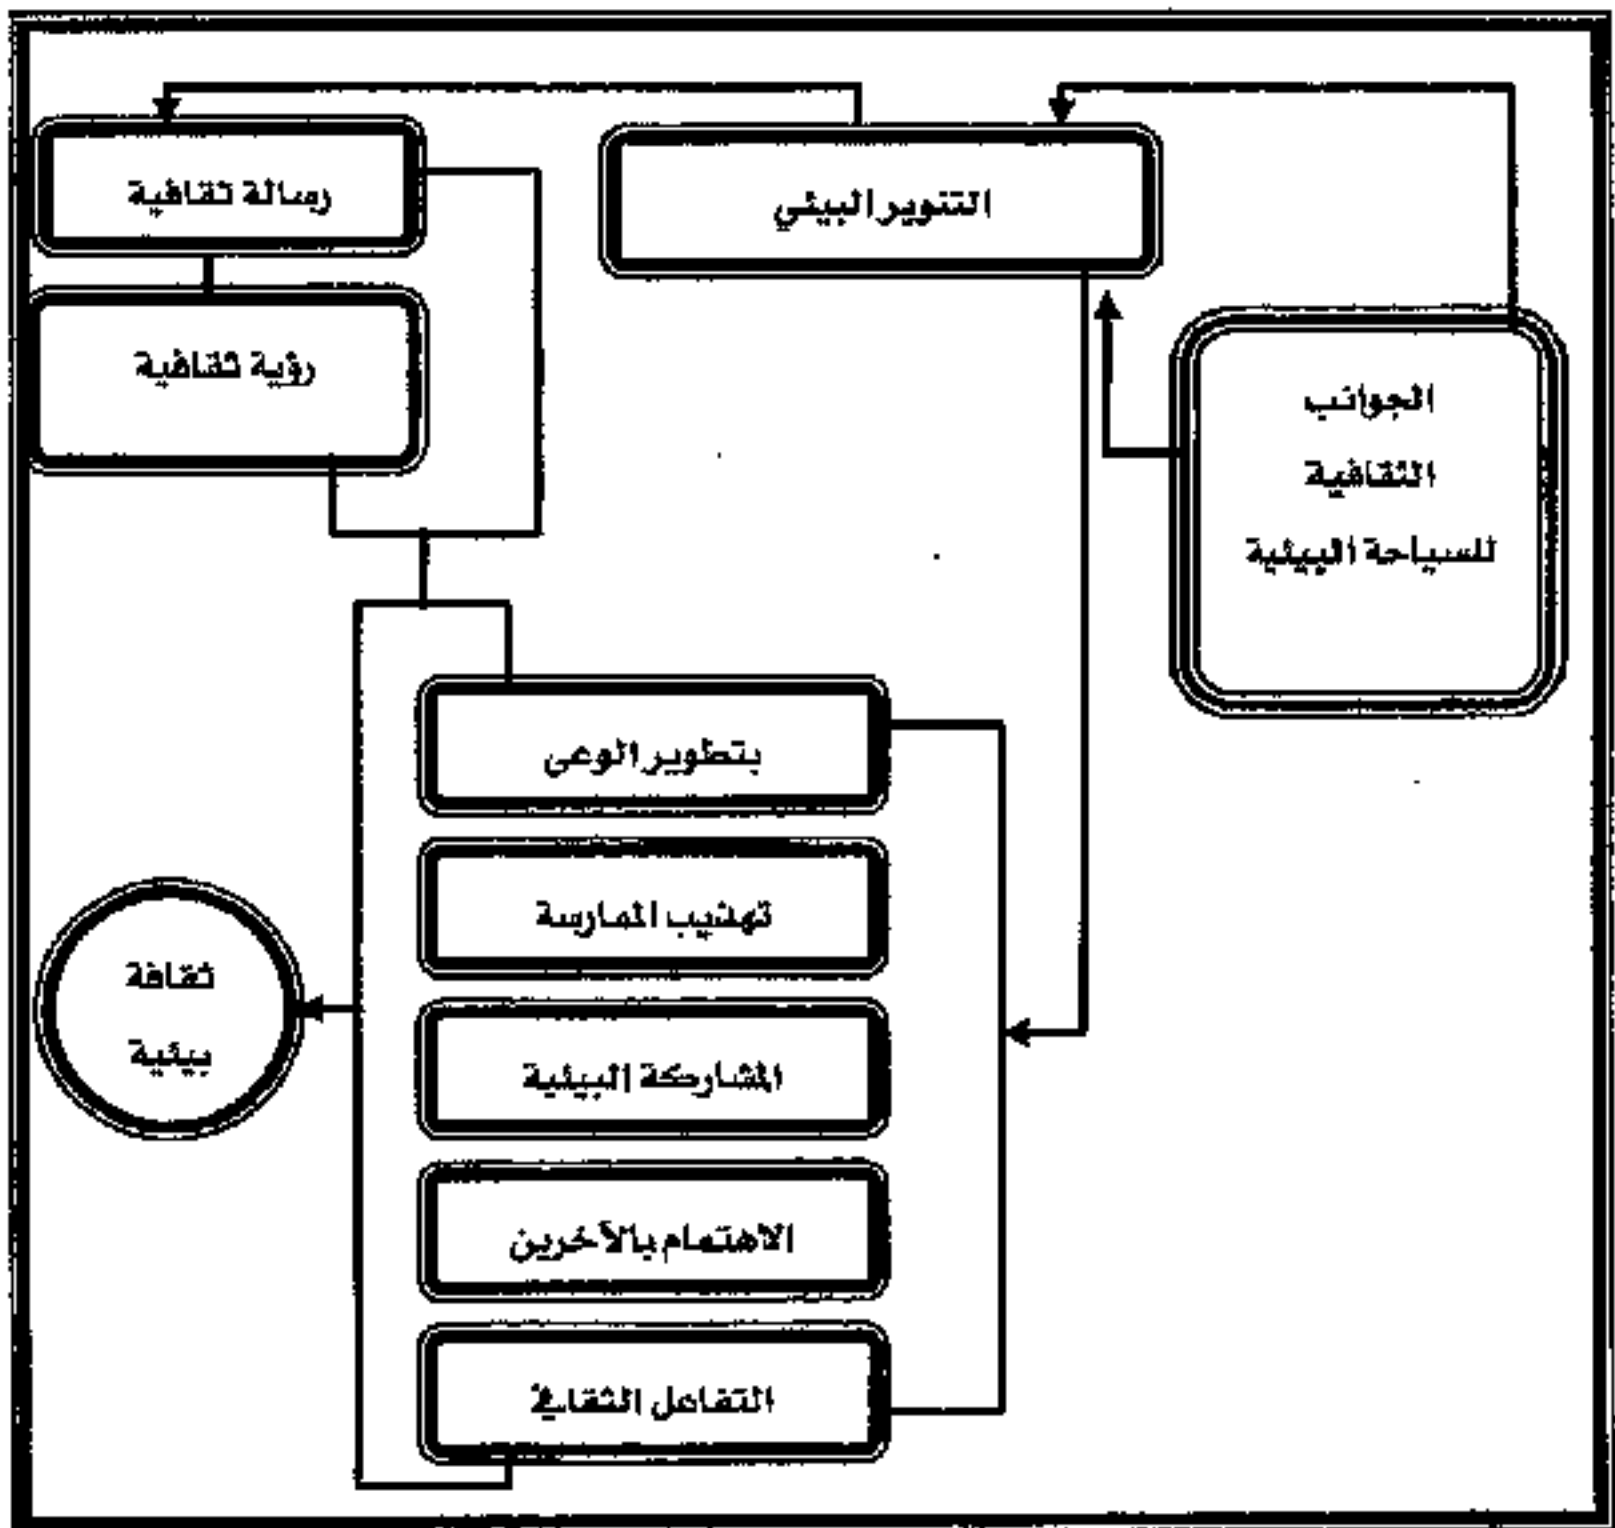 الجوانب
الثقافية
للسياحة البيئية
التنوير البيئي
رسالة ثقافية
رؤية ثقافية
بتطوير الوعى
تهذيب الممارسة
المشاركة البيئية
الاهتمام بالآخرين
التفاعل الثقافي
ثقافة
بيئية